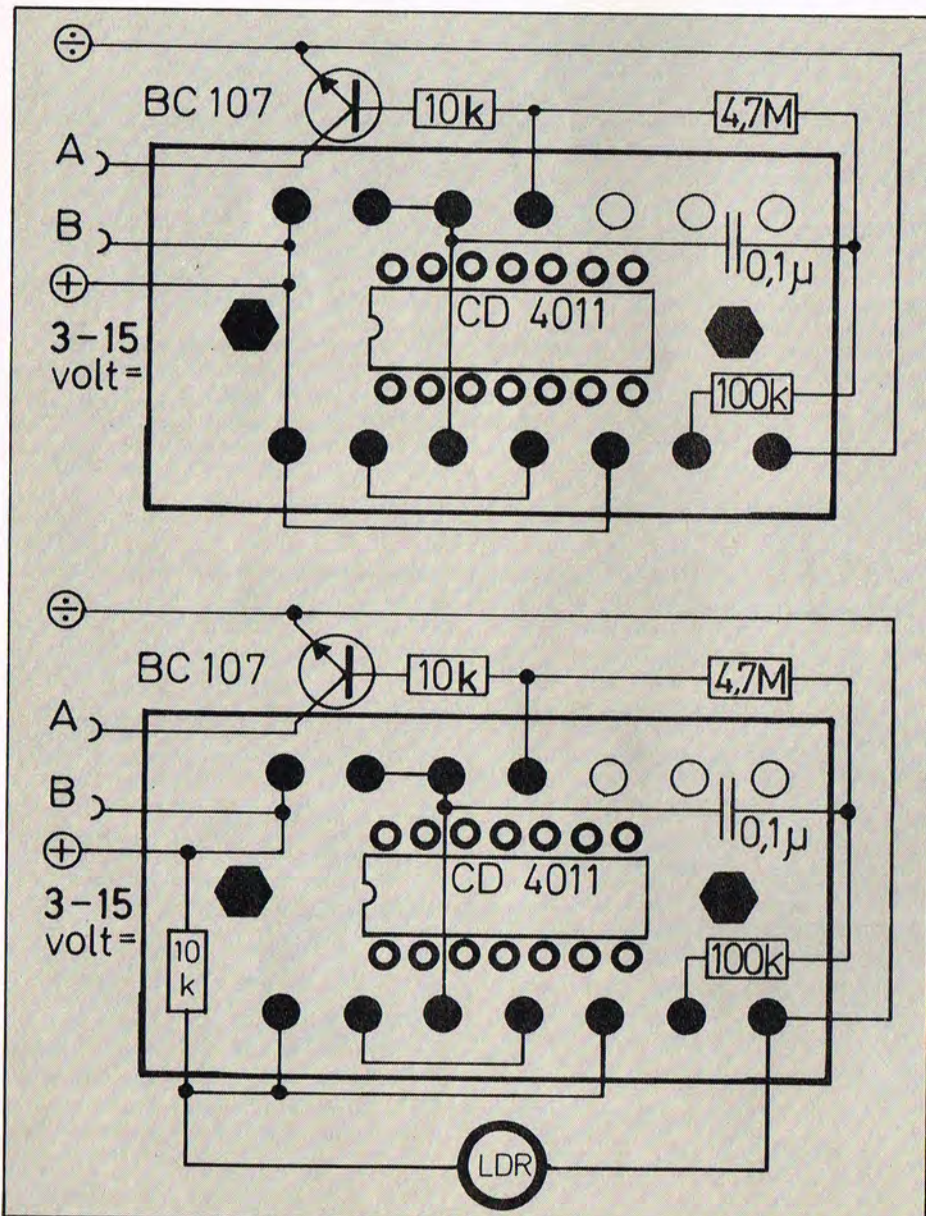 ÷
BC 107
10k
4,7M
A
B
+
3-15
volt=
0,1µ
CD 4011
100k
÷
BC 107
10k
4,7M
A
B
+
3-15
volt=
0,1µ
CD 4011
10
k
100k
LDR